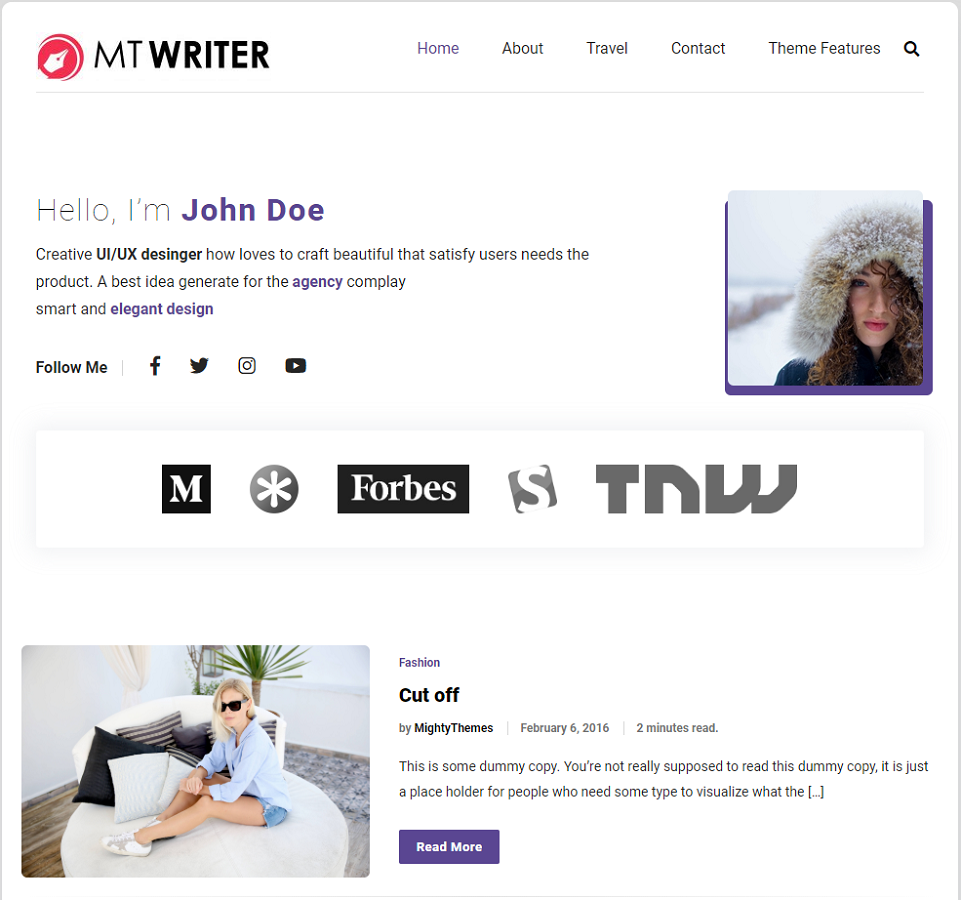 MT WRITER
Home About Travel Contact Theme Features
Hello, I'm John Doe
Creative UI/UX desinger how loves to craft beautiful that satisfy users needs the
product. A best idea generate for the agency complay
smart and elegant design
Follow Me
M
Forbes
S
TNW
Fashion
Cut off
by MightyThemes February 6, 2016 2 minutes read.
This is some dummy copy. You’re not really supposed to read this dummy copy, it is just
a place holder for people who need some type to visualize what the [...]
Read More